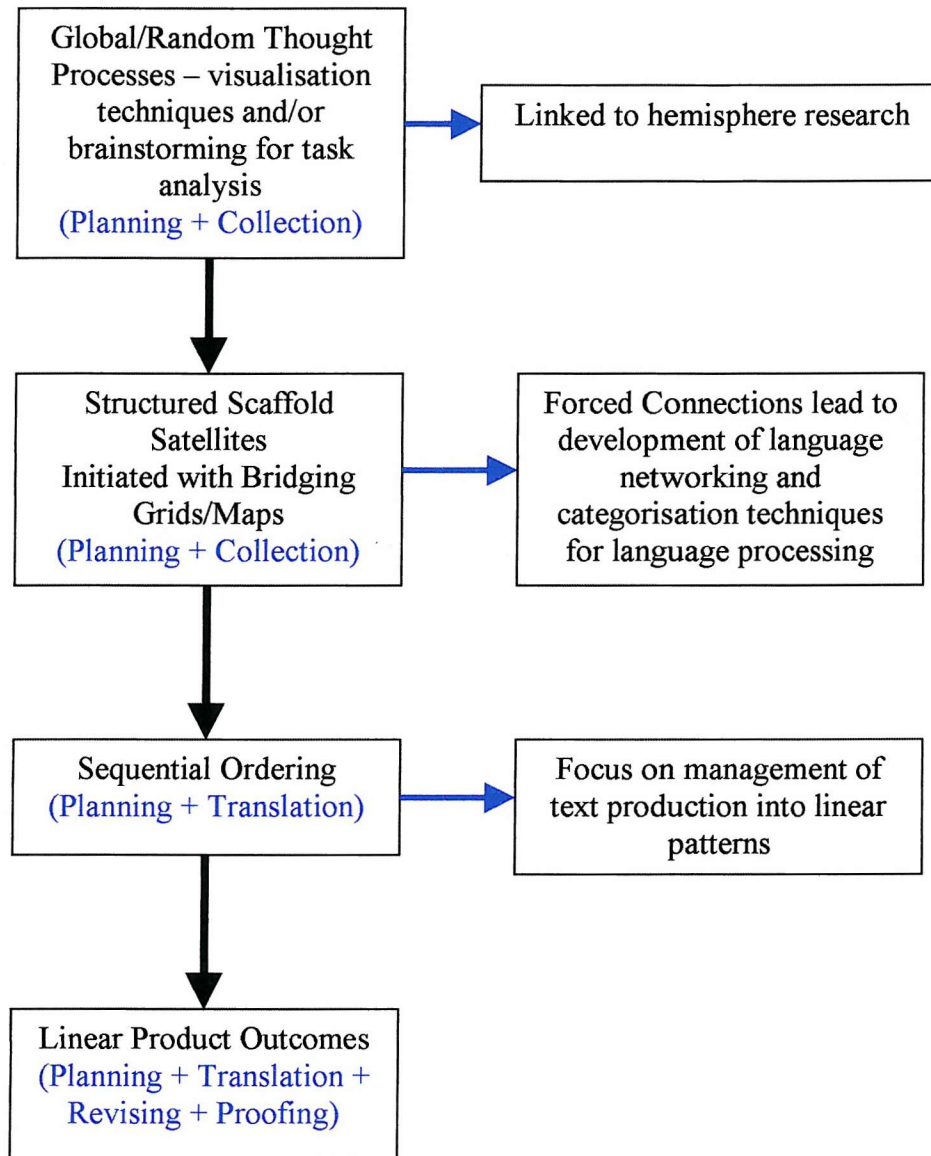 Global/Random Thought
Processes – visualisation
techniques and/or
brainstorming for task
analysis
(Planning + Collection)
Linked to hemisphere research
Structured Scaffold
Satellites
Initiated with Bridging
Grids/Maps
(Planning + Collection)
Forced Connections lead to
development of language
networking and
categorisation techniques
for language processing
Sequential Ordering
(Planning + Translation)
Focus on management of
text production into linear
patterns
Linear Product Outcomes
(Planning + Translation +
Revising + Proofing)